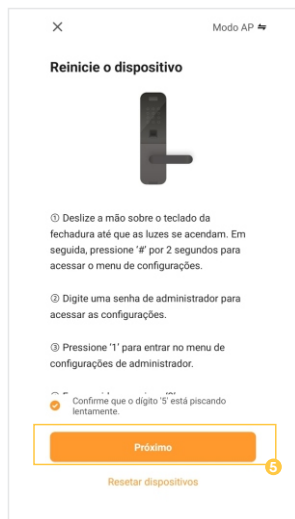 Modo AP
Reinicie o dispositivo
① Deslize a mão sobre o teclado da
fechadura até que as luzes se acendam. Em
seguida, pressione '#' por 2 segundos para
acessar o menu de configurações.
② Digite uma senha de administrador para
acessar as configurações.
③ Pressione '1' para entrar no menu de
configurações de administrador.
Confirme que o dígito '5' está piscando
lentamente.
Próximo
5
Resetar dispositivos